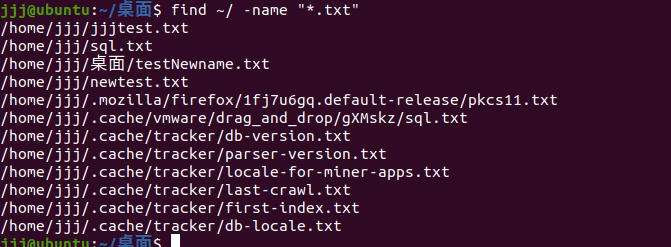 jjj@ubuntu:~/桌面$ find ~/ -name "*.txt"
/home/jjj/jjjtest.txt
/home/jjj/sql.txt
/home/jjj/桌面/testNewname.txt
/home/jjj/newtest.txt
/home/jjj/.mozilla/firefox/1fj7u6gq.default-release/pkcs11.txt
/home/jjj/.cache/vmware/drag_and_drop/gXMskz/sql.txt
/home/jjj/.cache/tracker/db-version.txt
/home/jjj/.cache/tracker/parser-version.txt
/home/jjj/.cache/tracker/locale-for-miner-apps.txt
/home/jjj/.cache/tracker/last-crawl.txt
/home/jjj/.cache/tracker/first-index.txt
/home/jjj/.cache/tracker/db-locale.txt
jjj@ubuntu:~/桌面$